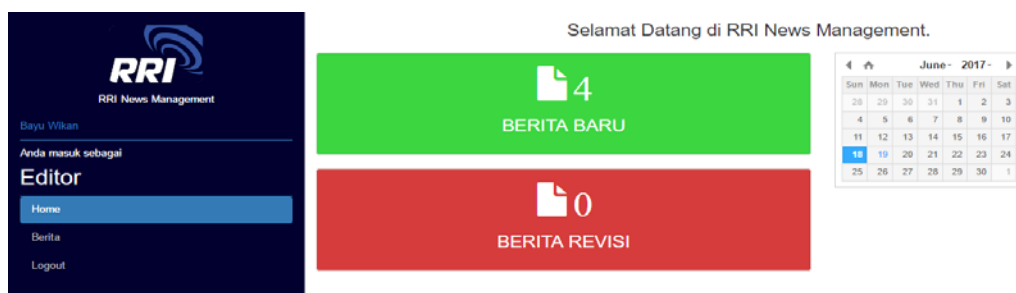 RRI
RRI News Management
Bayu Wikan
Anda masuk sebagai
Editor
Home
Berita
Logout
Selamat Datang di RRI News Management.
4
BERITA BARU
0
BERITA REVISI
June - 2017 -
Sun Mon Tue Wed Thu Fri Sat
28 29 30 31 1 2 3
4 5 6 7 8 9 10
11 12 13 14 15 16 17
18 19 20 21 22 23 24
25 26 27 28 29 30 1